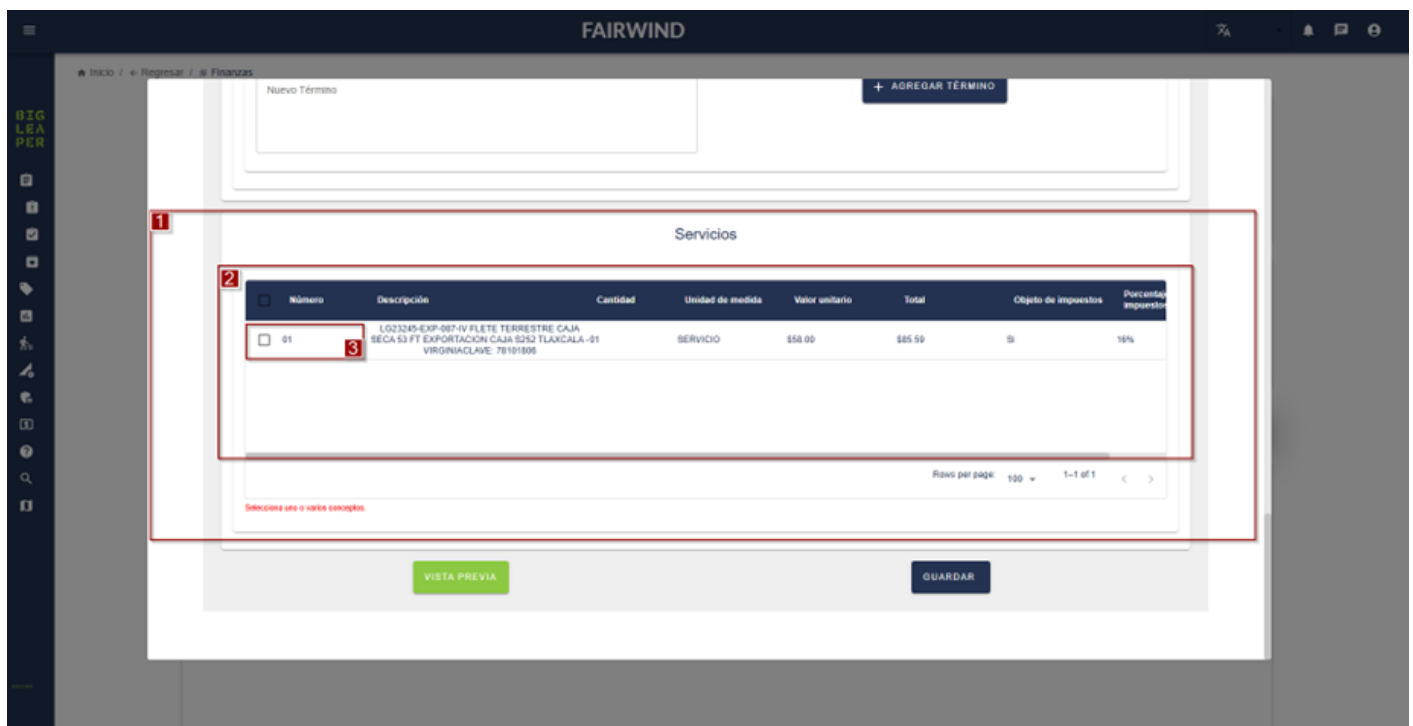 FAIRWIND
Inicio / Regresar / Finanzas
BIG
LEA
PER
Nuevo Término
+ AGREGAR TÉRMINO
1
Servicios
2
Número Descripción Cantidad Unidad de medida Valor unitario Total Objeto de impuestos Porcentaje
impuestos
LG23245-EXP-087-IV FLETE TERRESTRE CAJA
01 SECA 53 FT EXPORTACION CAJA S252 TLAXCALA -01 SERVICIO $58.00 $85.59 Si 16%
VIRGINIACLAVE: 78101806
3
Rows per page: 100 1–1 of 1
Selecciona uno o varios conceptos.
VISTA PREVIA GUARDAR